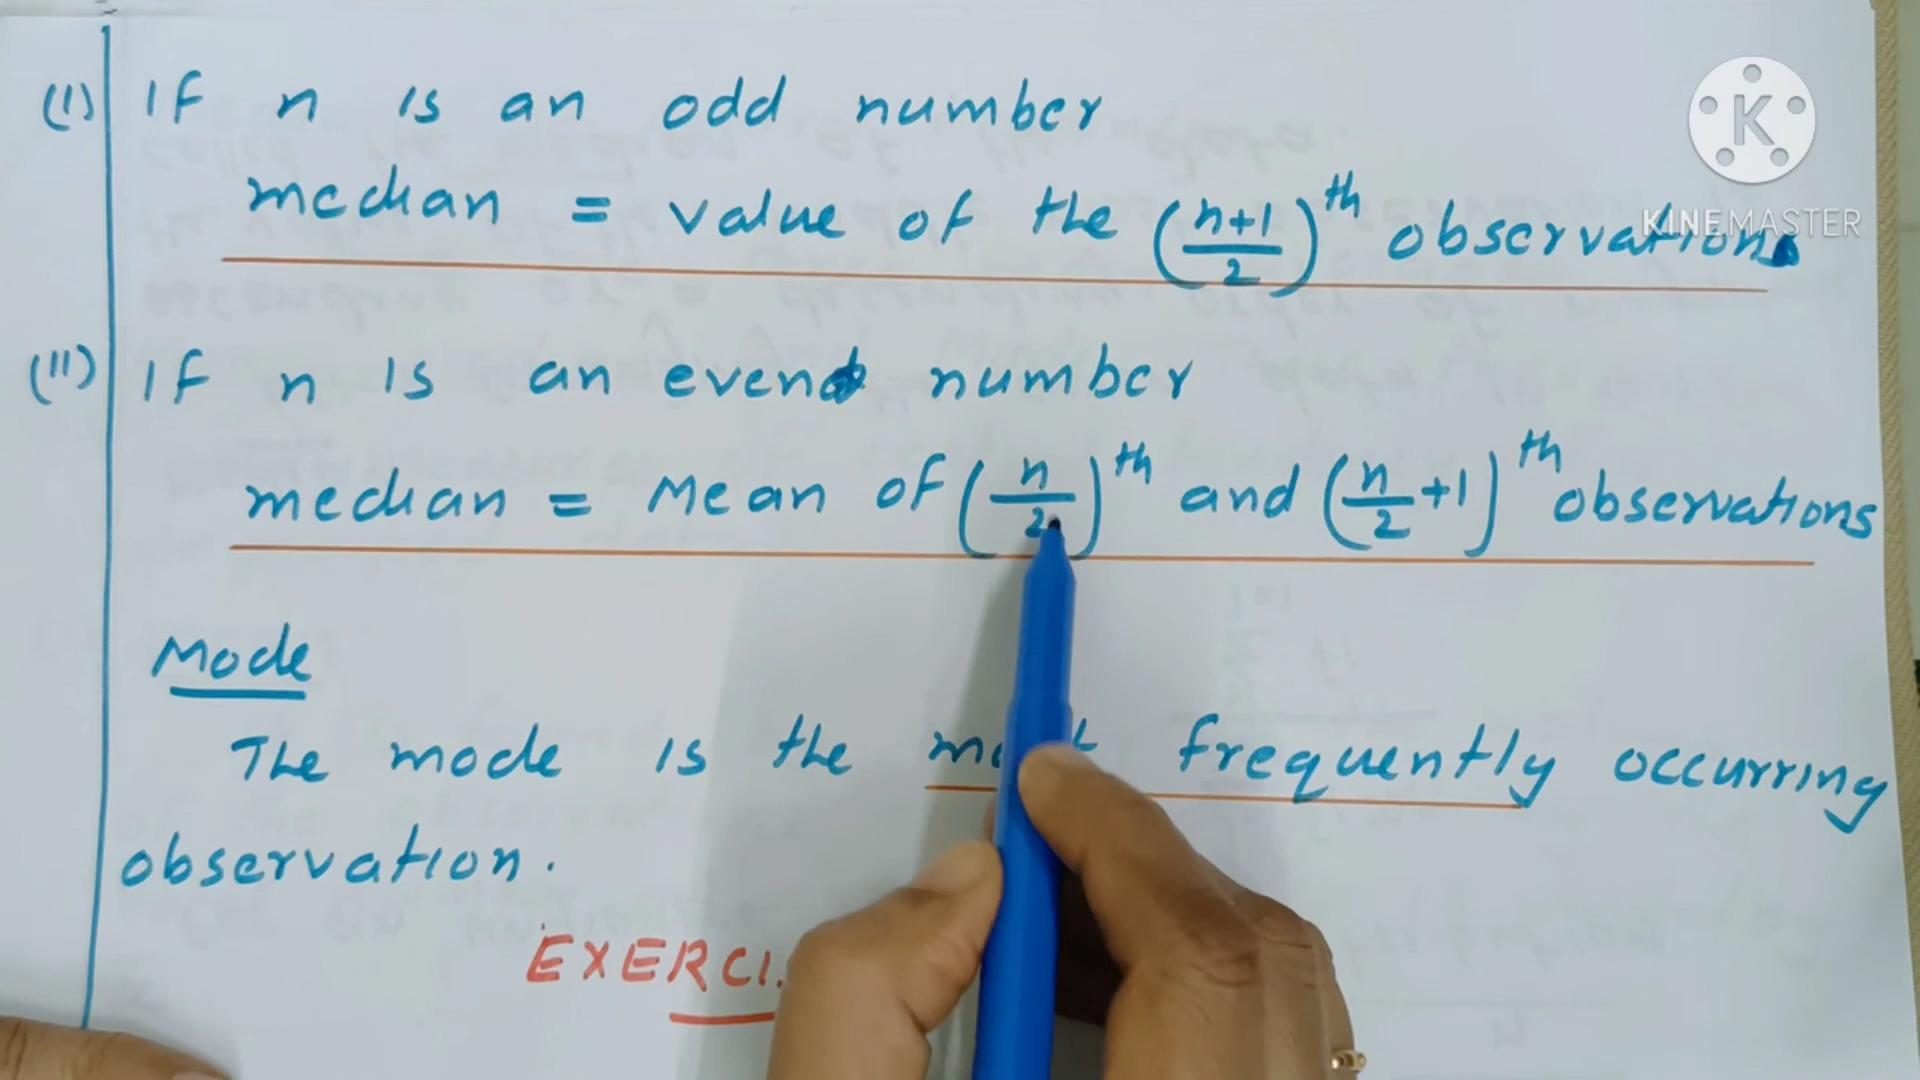 (I) If n is an odd number
median = value of the (n+1/2)th observations
(II) If n is an even number
median = Mean of (n/2)th and (n/2 +1)th observations
Mode
The mode is the frequently occurring
observation.
K
KINEMASTER